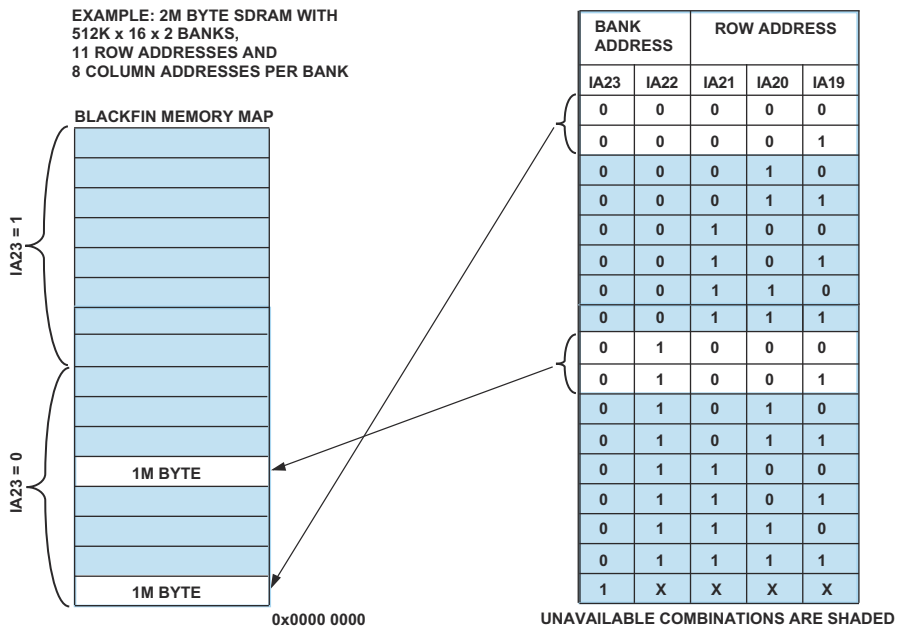 EXAMPLE: 2M BYTE SDRAM WITH
512K x 16 x 2 BANKS,
11 ROW ADDRESSES AND
8 COLUMN ADDRESSES PER BANK
BLACKFIN MEMORY MAP
IA23 = 1
IA23 = 0
1M BYTE
1M BYTE
0x0000 0000
BANK ADDRESS ROW ADDRESS
IA23 IA22 IA21 IA20 IA19
0 0 0 0 0
0 0 0 0 1
0 0 0 1 0
0 0 0 1 1
0 0 1 0 0
0 0 1 0 1
0 0 1 1 0
0 0 1 1 1
0 1 0 0 0
0 1 0 0 1
0 1 0 1 0
0 1 0 1 1
0 1 1 0 0
0 1 1 0 1
0 1 1 1 0
0 1 1 1 1
1 X X X X
UNAVAILABLE COMBINATIONS ARE SHADED